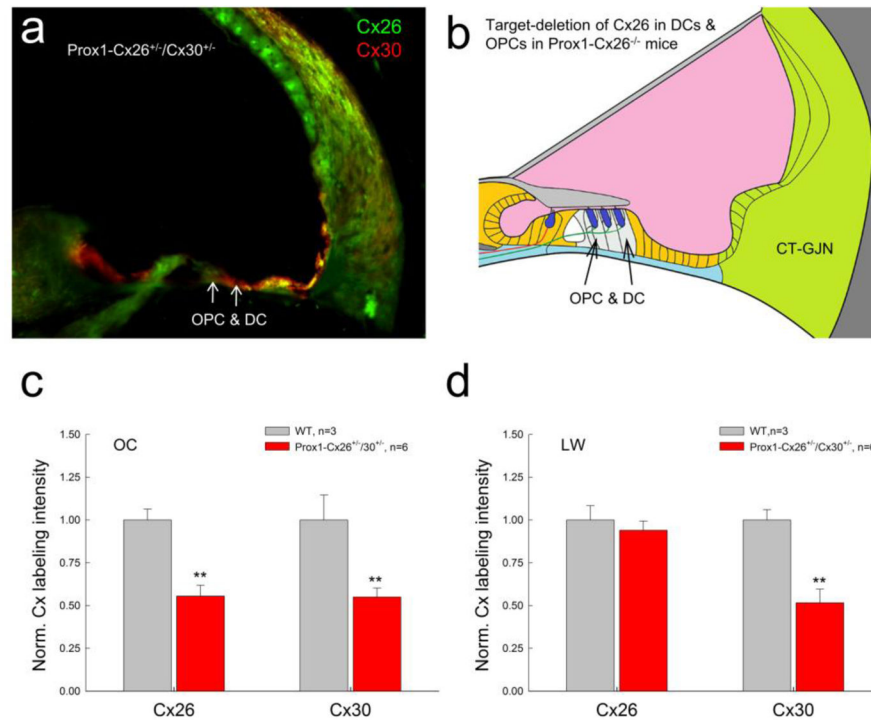 a
Prox1-Cx26+/-/Cx30+/-
Cx26
Cx30
OPC & DC
b
Target-deletion of Cx26 in DCs &
OPCs in Prox1-Cx26-/- mice
CT-GJN
OPC & DC
c
OC
WT, n=3
Prox1-Cx26+/-/30+/-, n=6
Norm. Cx labeling intensity
1.50
1.25
1.00
0.75
0.50
0.25
0.00
**
**
Cx26
Cx30
d
LW
WT,n=3
Prox1-Cx26+/-/Cx30+/-, n=6
Norm. Cx labeling intensity
1.50
1.25
1.00
0.75
0.50
0.25
0.00
**
Cx26
Cx30